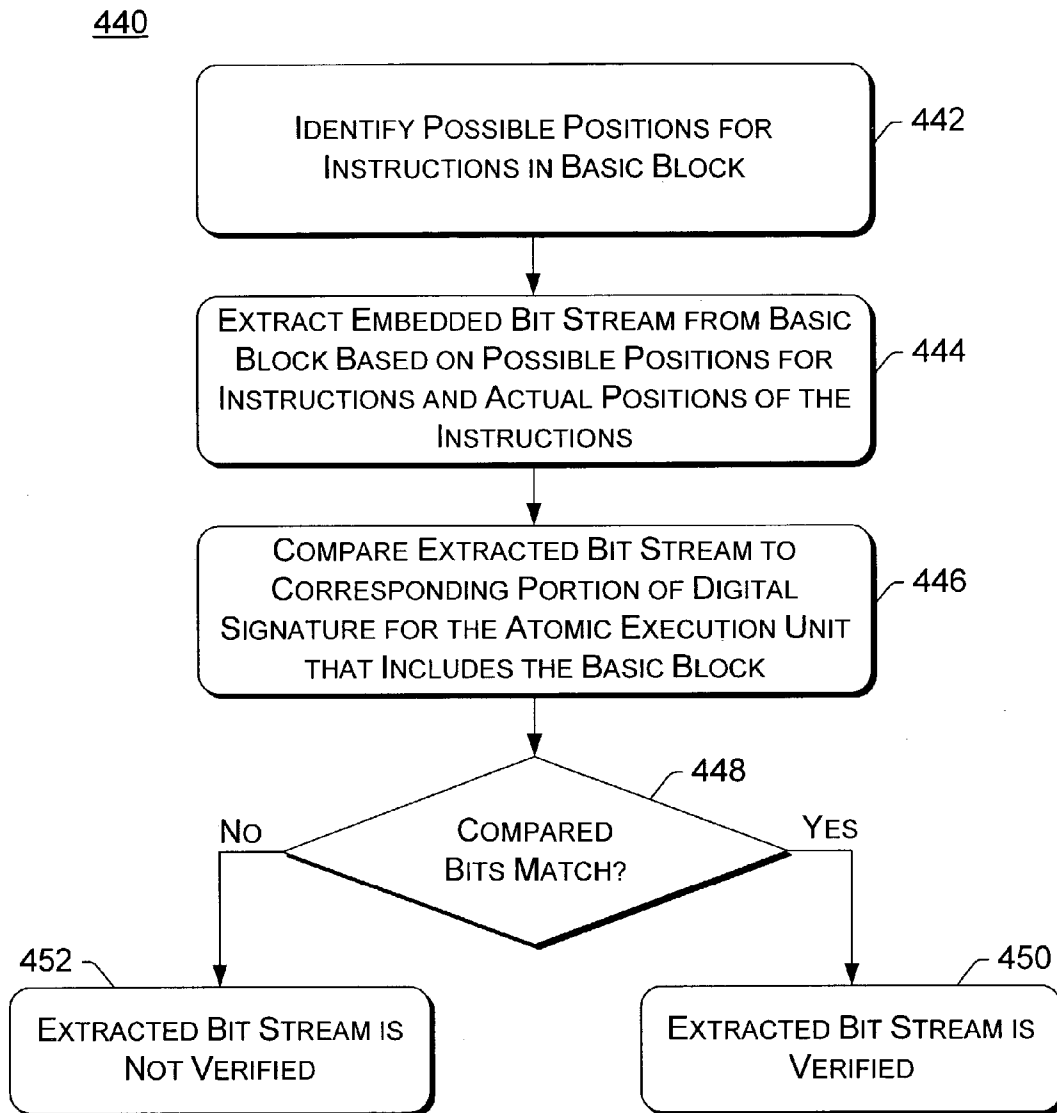 440
IDENTIFY POSSIBLE POSITIONS FOR
INSTRUCTIONS IN BASIC BLOCK
442
EXTRACT EMBEDDED BIT STREAM FROM BASIC
BLOCK BASED ON POSSIBLE POSITIONS FOR
INSTRUCTIONS AND ACTUAL POSITIONS OF THE
INSTRUCTIONS
444
COMPARE EXTRACTED BIT STREAM TO
CORRESPONDING PORTION OF DIGITAL
SIGNATURE FOR THE ATOMIC EXECUTION UNIT
THAT INCLUDES THE BASIC BLOCK
446
448
COMPARED
BITS MATCH?
NO
YES
452
EXTRACTED BIT STREAM IS
NOT VERIFIED
450
EXTRACTED BIT STREAM IS
VERIFIED